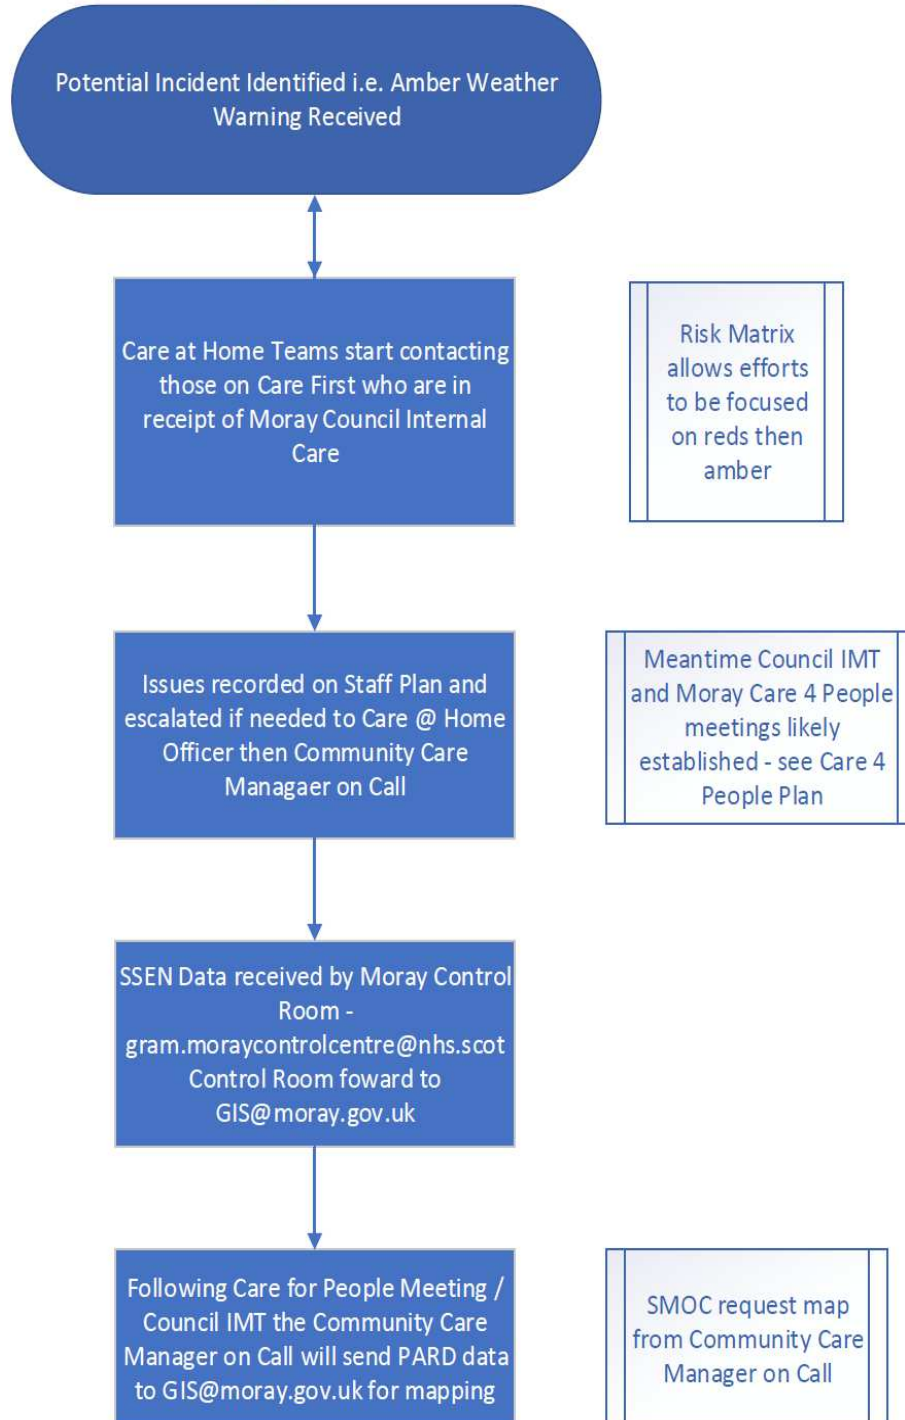 Potential Incident Identified i.e. Amber Weather
Warning Received
Care at Home Teams start contacting
those on Care First who are in
receipt of Moray Council Internal
Care
Risk Matrix
allows efforts
to be focused
on reds then
amber
Issues recorded on Staff Plan and
escalated if needed to Care @ Home
Officer then Community Care
Managaer on Call
Meantime Council IMT
and Moray Care 4 People
meetings likely
established - see Care 4
People Plan
SSEN Data received by Moray Control
Room -
gram.moraycontrolcentre@nhs.scot
Control Room foward to
GIS@moray.gov.uk
Following Care for People Meeting /
Council IMT the Community Care
Manager on Call will send PARD data
to GIS@moray.gov.uk for mapping
SMOC request map
from Community Care
Manager on Call